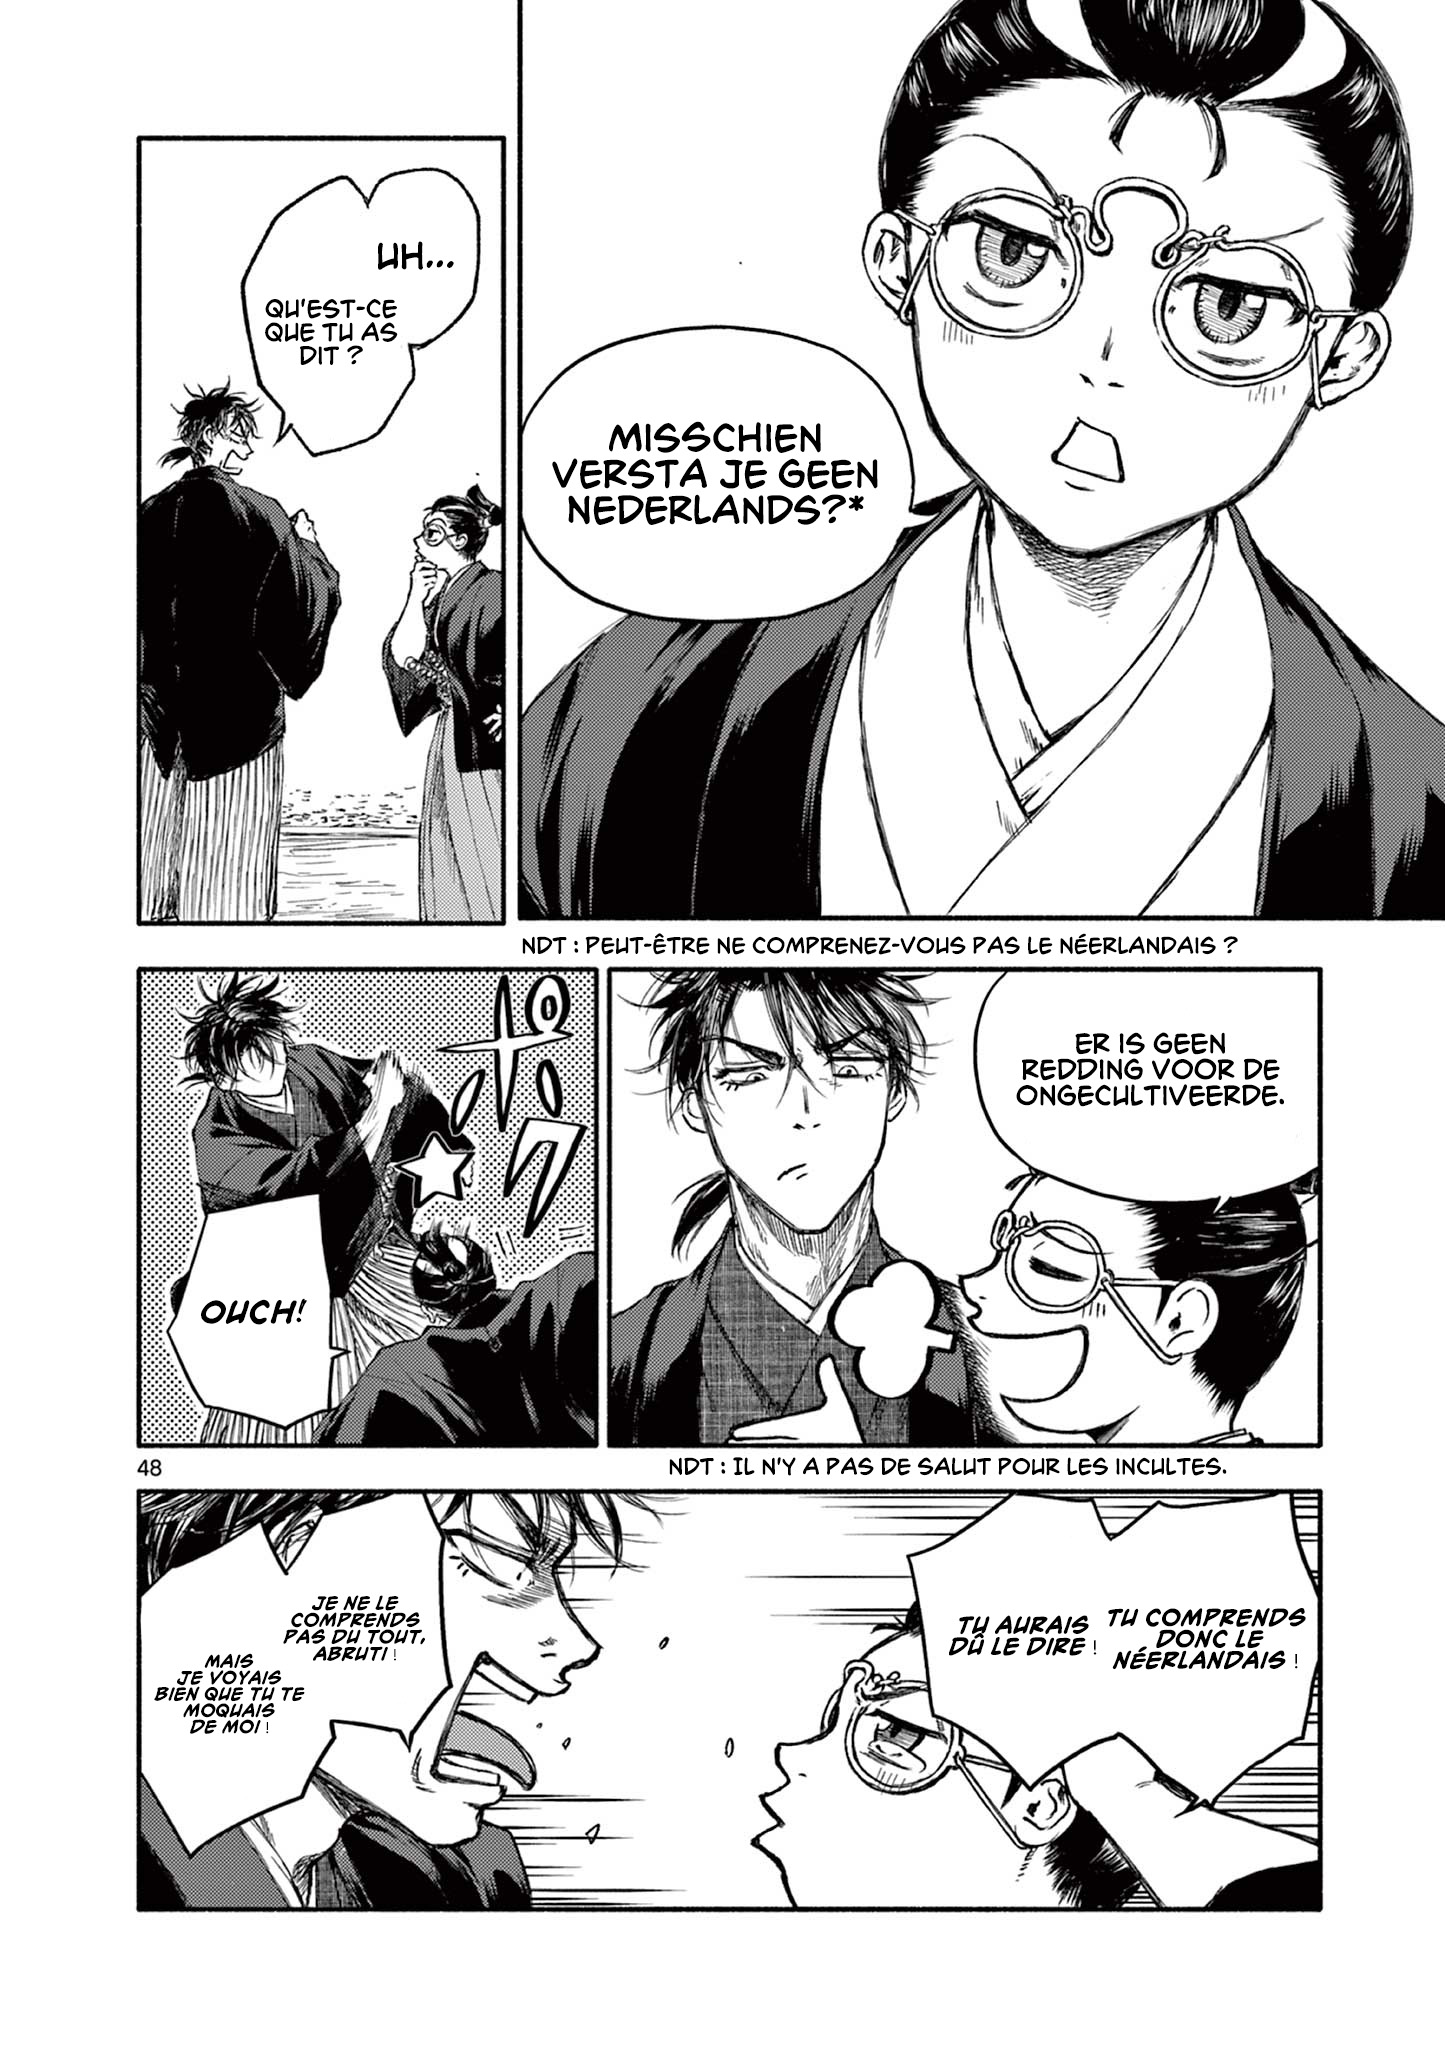 MISSCHIEN
VERSTA JE GEEN
NEDERLANDS?*
UH...
QU'EST-CE
QUE TU AS
DIT ?
NDT : PEUT-ÊTRE NE COMPRENEZ-VOUS PAS LE NÉERLANDAIS ?
ER IS GEEN
REDDING VOOR DE
ONGECULTIVEERDE.
ポク
OUCH!
48
NDT : IL N'Y A PAS DE SALUT POUR LES INCULTES.
TU COMPRENDS
DONC LE
NÉERLANDAIS !
TU AURAIS
DÛ LE DIRE !
JE NE LE
COMPRENDS
PAS DU TOUT,
ABRUTI !
MAIS
JE VOYAIS
BIEN QUE TU TE
MOQUAIS
DE MOI !